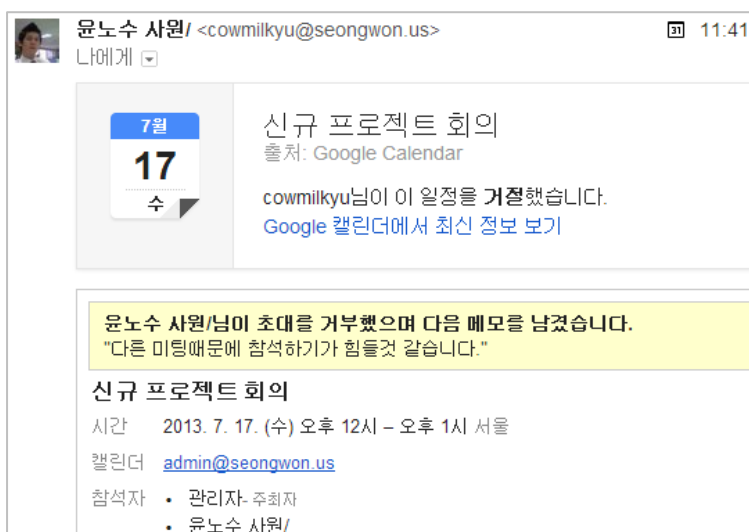 윤노수 사원/ <cowmilkyu@seongwon.us> 31 11:41
나에게
7월
17
수
신규 프로젝트 회의
출처: Google Calendar
cowmilkyu님이 이 일정을 거절했습니다.
Google 캘린더에서 최신 정보 보기
윤노수 사원/님이 초대를 거부했으며 다음 메모를 남겼습니다.
"다른 미팅때문에 참석하기가 힘들것 같습니다."
신규 프로젝트 회의
시간 2013. 7. 17. (수) 오후 12시 – 오후 1시 서울
캘린더 admin@seongwon.us
참석자 • 관리자- 주최자
• 윤노수 사원/